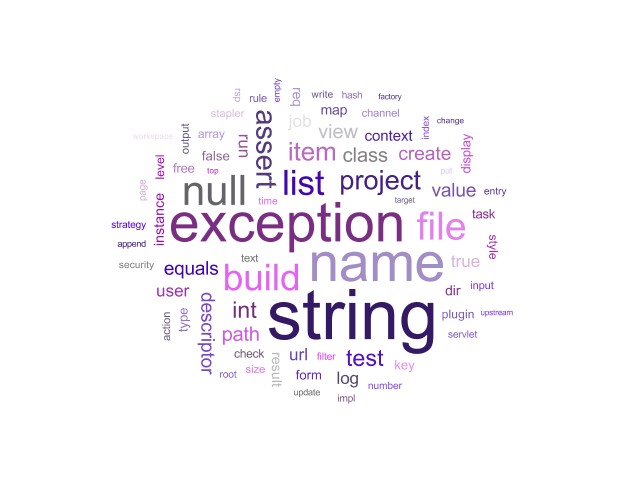 empty
rsp
req
write
hash
factory
rule
stapler
map
channel
index
change
workspace
output
array
run
assert
job
view
context
display
false
item
class
create
level
free
top
put
page
null
list
project
value
entry
instance
time
target
strategy
exception
file
task
style
append
text
name
true
security
equals
build
input
user
dir
type
descriptor
int
string
plugin
upstream
action
path
servlet
check
result
url
filter
test
key
root
size
form
log
number
update
impl